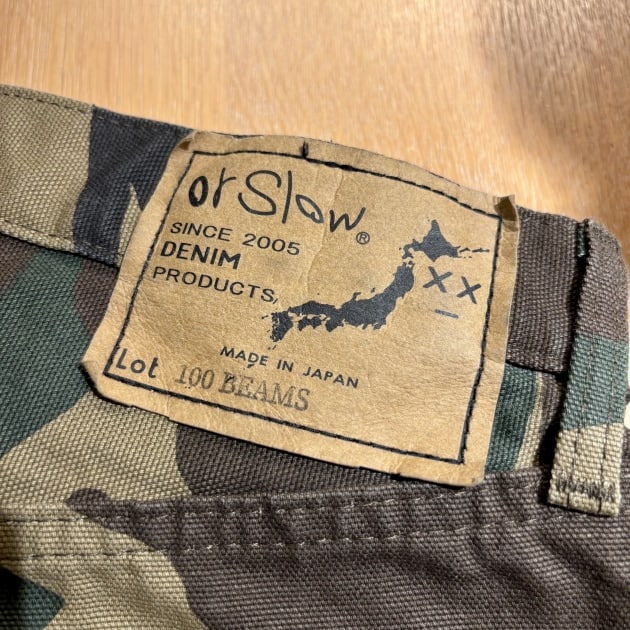 orSlow®
SINCE 2005
DENIM
PRODUCTS,
XX
MADE IN JAPAN
Lot 100 BEAMS